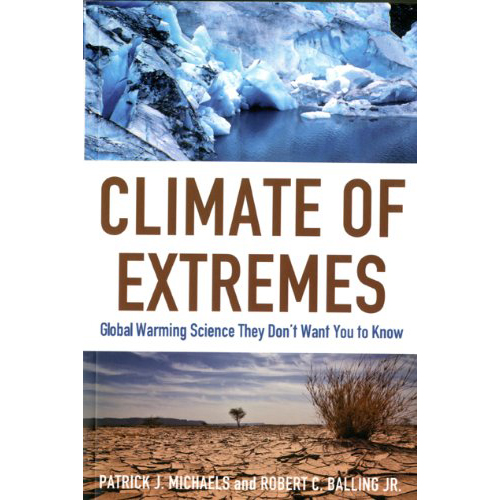 CLIMATE OF
EXTREMES
Global Warming Science They Don't Want You to Know
PATRICK J. MICHAELS and ROBERT C. BALLING JR.